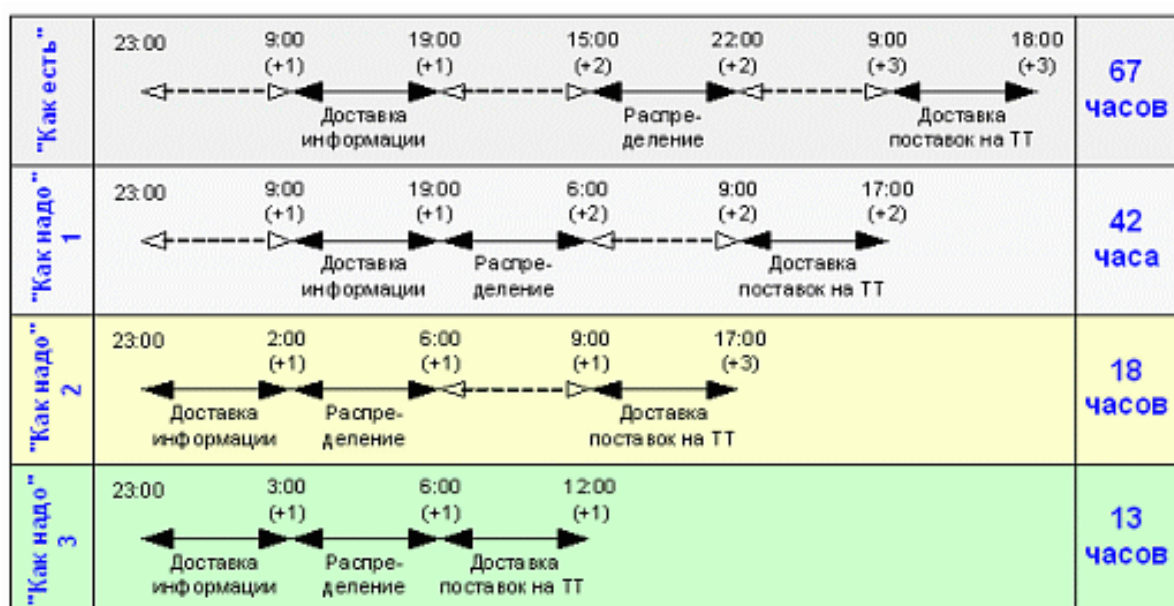 "Как есть"
23:00 9:00 19:00 15:00 22:00 9:00 18:00
(+1) (+1) (+2) (+2) (+3) (+3)
Доставка Распре- Доставка
информации деление поставок на ТТ
67
часов
"Как надо"
1
23:00 9:00 19:00 6:00 9:00 17:00
(+1) (+1) (+2) (+2) (+2)
Доставка Распре- Доставка
информации деление поставок на ТТ
42
часа
"Как надо"
2
23:00 2:00 6:00 9:00 17:00
(+1) (+1) (+1) (+3)
Доставка Распре- Доставка
информации деление поставок на ТТ
18
часов
"Как надо"
3
23:00 3:00 6:00 12:00
(+1) (+1) (+1)
Доставка Распре- Доставка
информации деление поставок на ТТ
13
часов